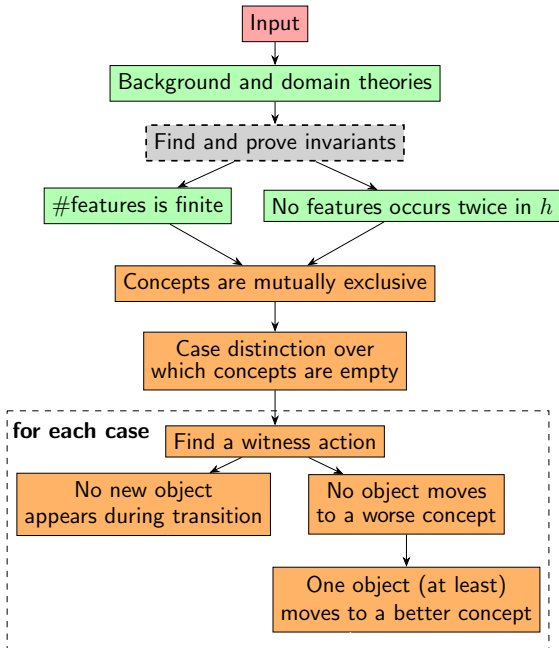 Input
Background and domain theories
Find and prove invariants
#features is finite
No features occurs twice in h
Concepts are mutually exclusive
Case distinction over
which concepts are empty
for each case
Find a witness action
No new object
appears during transition
No object moves
to a worse concept
One object (at least)
moves to a better concept